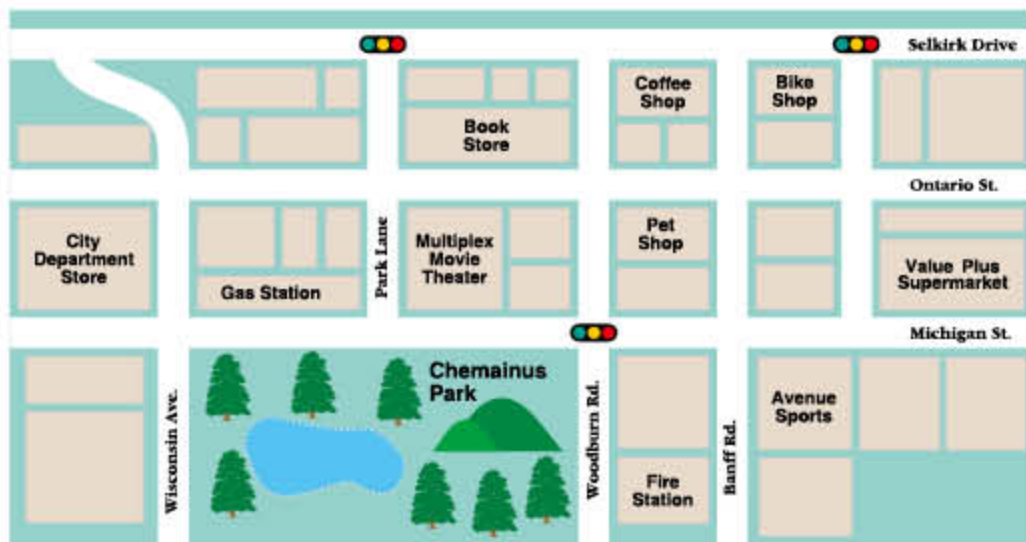 Selkirk Drive
Coffee
Shop
Bike
Shop
Book
Store
Ontario St.
City
Department
Store
Gas Station
Park Lane
Multiplex
Movie
Theater
Pet
Shop
Value Plus
Supermarket
Michigan St.
Wisconsin Ave.
Chemainus
Park
Woodburn Rd.
Fire
Station
Banff Rd.
Avenue
Sports